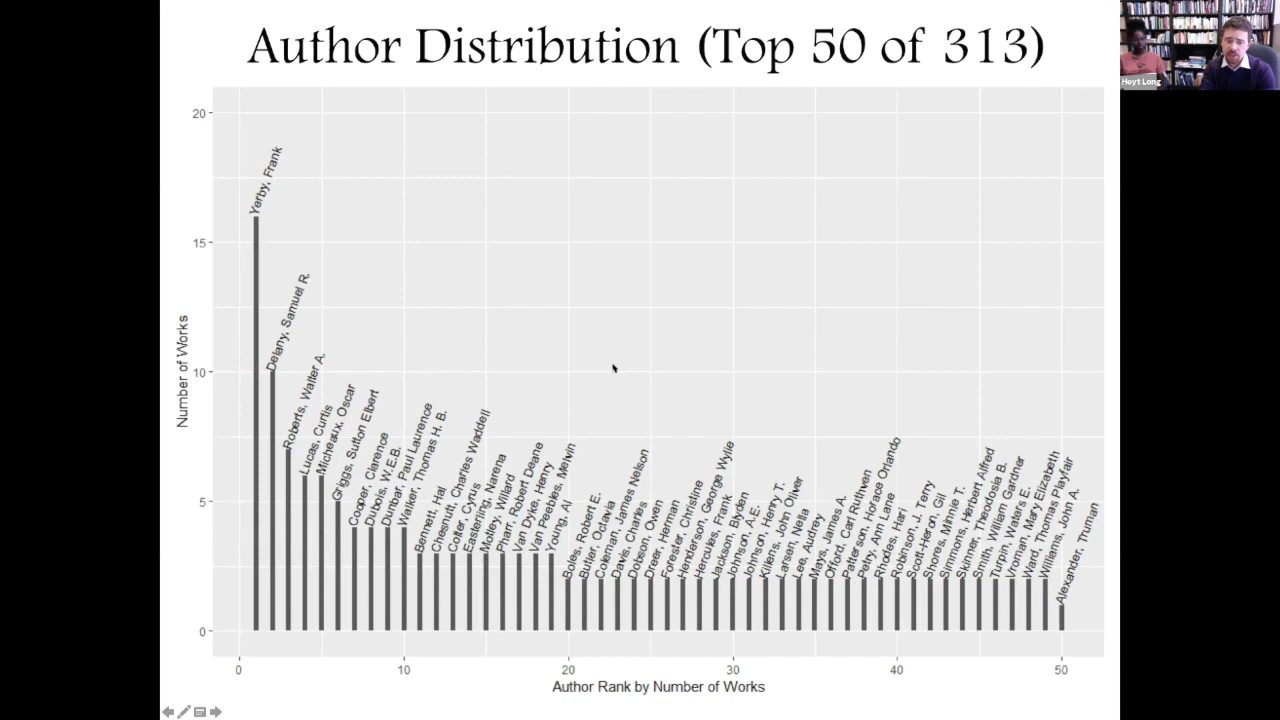 Author Distribution (Top 50 of 313)
Hoyt Long
20
15
10
5
0
Number of Works
Yerby, Frank
Delany, Samuel R.
Roberts, Walter A.
Lucas, Curtis
Micheaux, Oscar
Griggs, Sutton Elbert
Cooper, Clarence
Dubois, W.E.B.
Dunbar, Paul Laurence
Walker, Thomas H. B.
Bennett, Hal
Chesnutt, Charles Waddell
Colter, Cyrus
Easterling, Narena
Motley, Willard
Pharr, Robert Deane
Van Dyke, Henry
Van Peebles, Melvin
Young, Al
Boles, Robert E.
Butler, Octavia
Coleman, James Nelson
Davis, Charles
Dotson, Owen
Dreer, Herman
Forester, Christine
Henderson, George Wylie
Hercules, Frank
Jackson, Blyden
Johnson, A.E.
Johnson, Henry T.
Killens, John Oliver
Larsen, Nella
Lee, Audrey
Mays, James A.
Offord, Carl Ruthven
Patterson, Horace Orlando
Petry, Ann Lane
Rhodes, Hari
Robinson, J. Terry
Scott-Heron, Gil
Shores, Minnie T.
Simmons, Herbert Alfred
Skinner, Theodosia B.
Smith, William Gardner
Turpin, Waters E.
Vroman, Mary Elizabeth
Ward, Thomas Playfair
Williams, John A.
Alexander, Truman
0
10
20
30
40
50
Author Rank by Number of Works